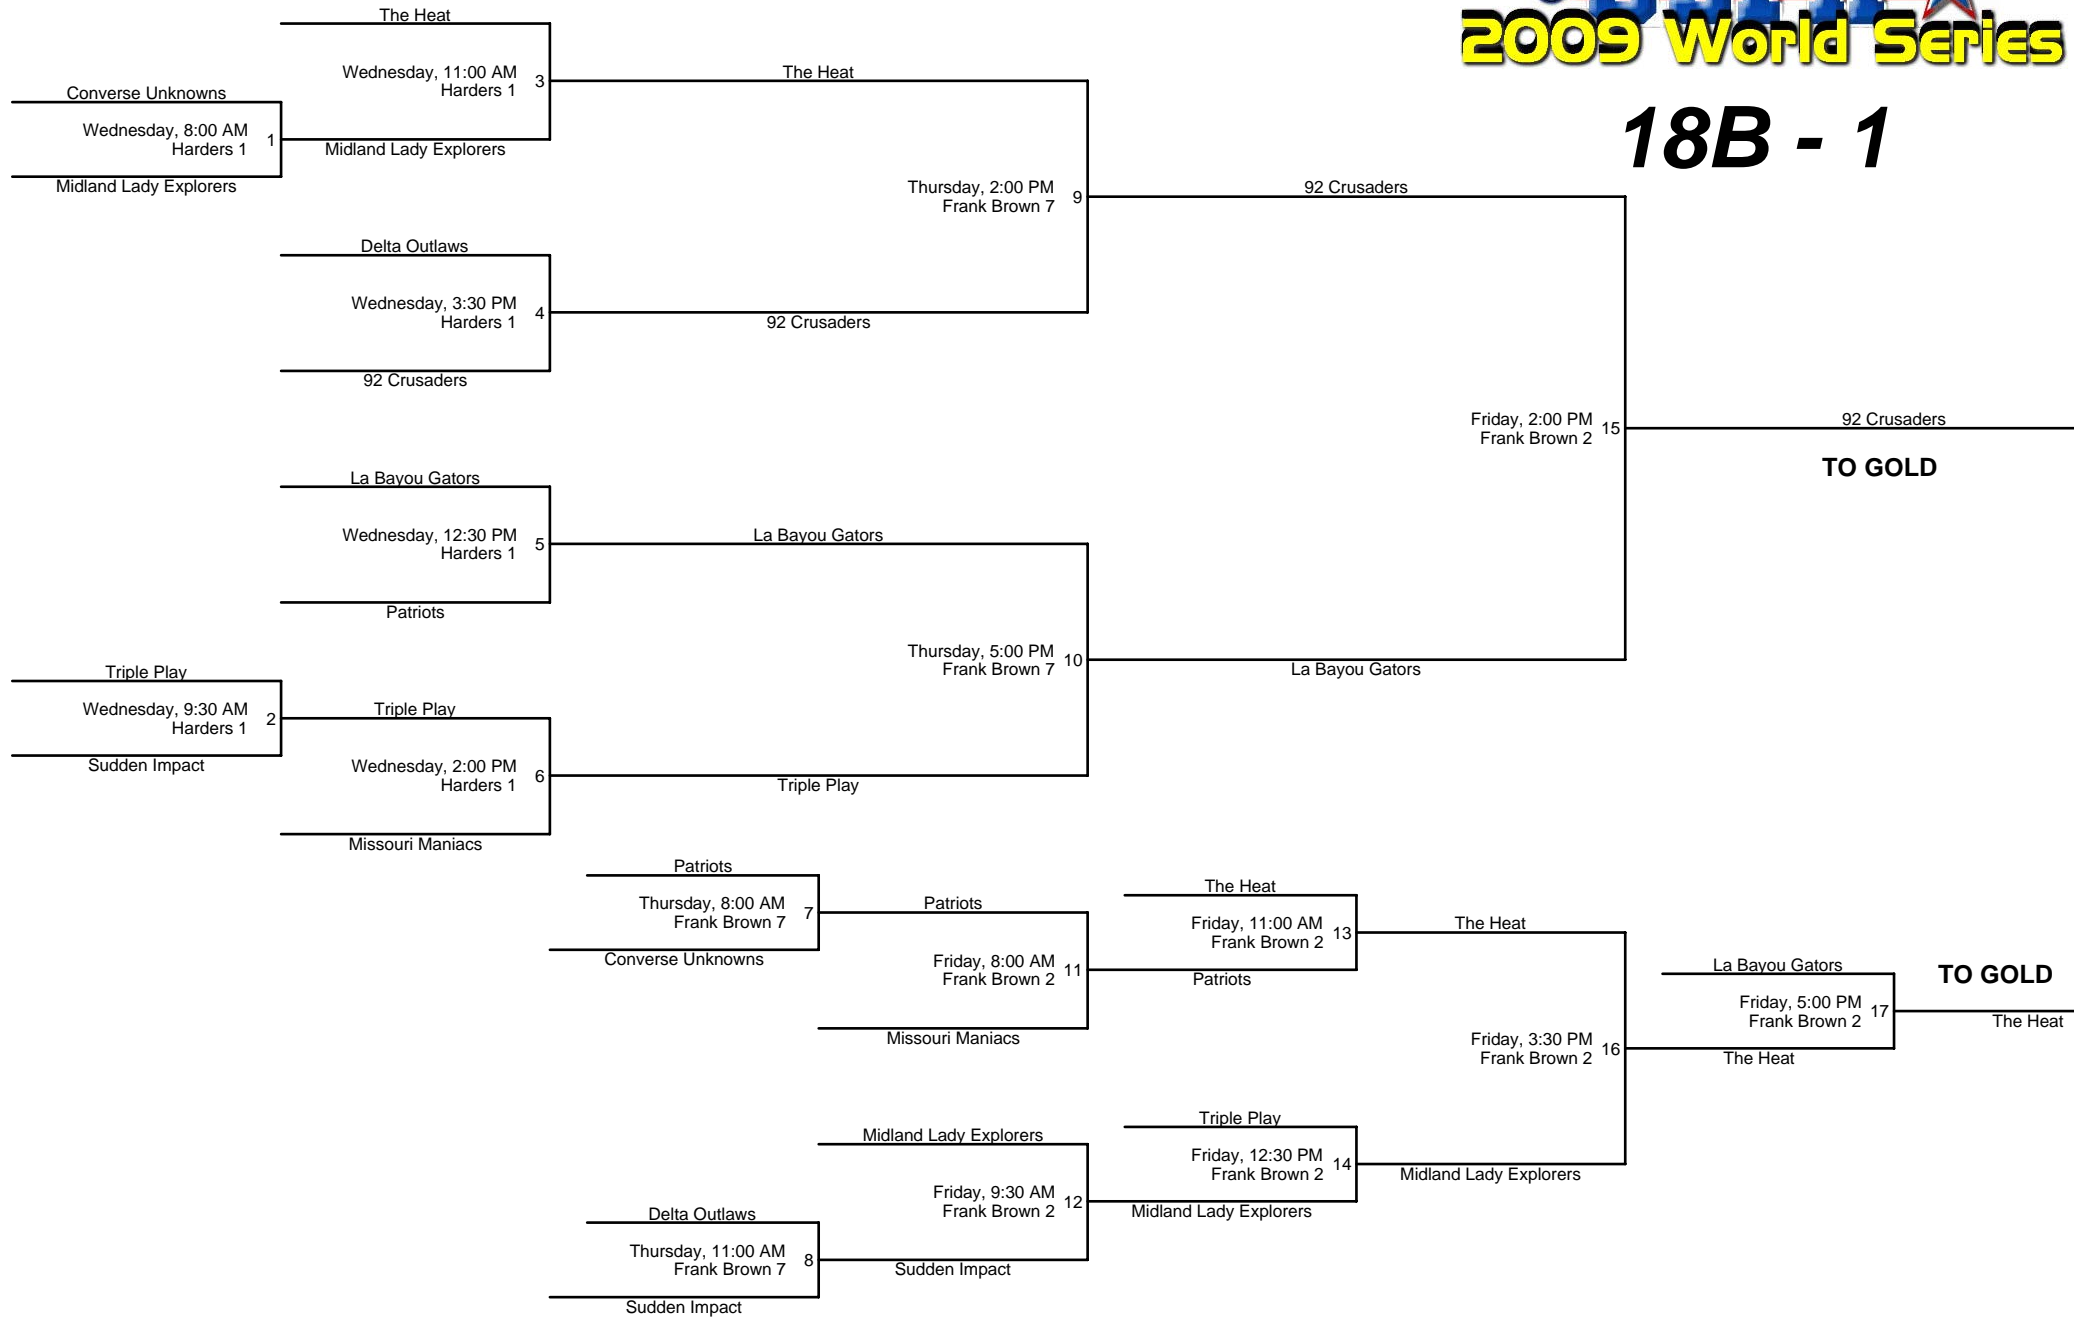 2009 World Series
18B - 1
The Heat
Wednesday, 11:00 AM
Harders 1
3
The Heat
Converse Unknowns
Wednesday, 8:00 AM
Harders 1
1
Midland Lady Explorers
Midland Lady Explorers
Thursday, 2:00 PM
Frank Brown 7
9
92 Crusaders
Delta Outlaws
Wednesday, 3:30 PM
Harders 1
4
92 Crusaders
92 Crusaders
Friday, 2:00 PM
Frank Brown 2
15
92 Crusaders
TO GOLD
La Bayou Gators
Wednesday, 12:30 PM
Harders 1
5
La Bayou Gators
Patriots
Thursday, 5:00 PM
Frank Brown 7
10
La Bayou Gators
Triple Play
Wednesday, 9:30 AM
Harders 1
2
Triple Play
Sudden Impact
Wednesday, 2:00 PM
Harders 1
6
Triple Play
Missouri Maniacs
Patriots
Thursday, 8:00 AM
Frank Brown 7
7
Patriots
Converse Unknowns
Friday, 8:00 AM
Frank Brown 2
11
Missouri Maniacs
The Heat
Friday, 11:00 AM
Frank Brown 2
13
The Heat
Patriots
La Bayou Gators
TO GOLD
Friday, 5:00 PM
Frank Brown 2
17
The Heat
Friday, 3:30 PM
Frank Brown 2
16
The Heat
Triple Play
Midland Lady Explorers
Friday, 12:30 PM
Frank Brown 2
14
Midland Lady Explorers
Friday, 9:30 AM
Frank Brown 2
12
Midland Lady Explorers
Delta Outlaws
Thursday, 11:00 AM
Frank Brown 7
8
Sudden Impact
Sudden Impact